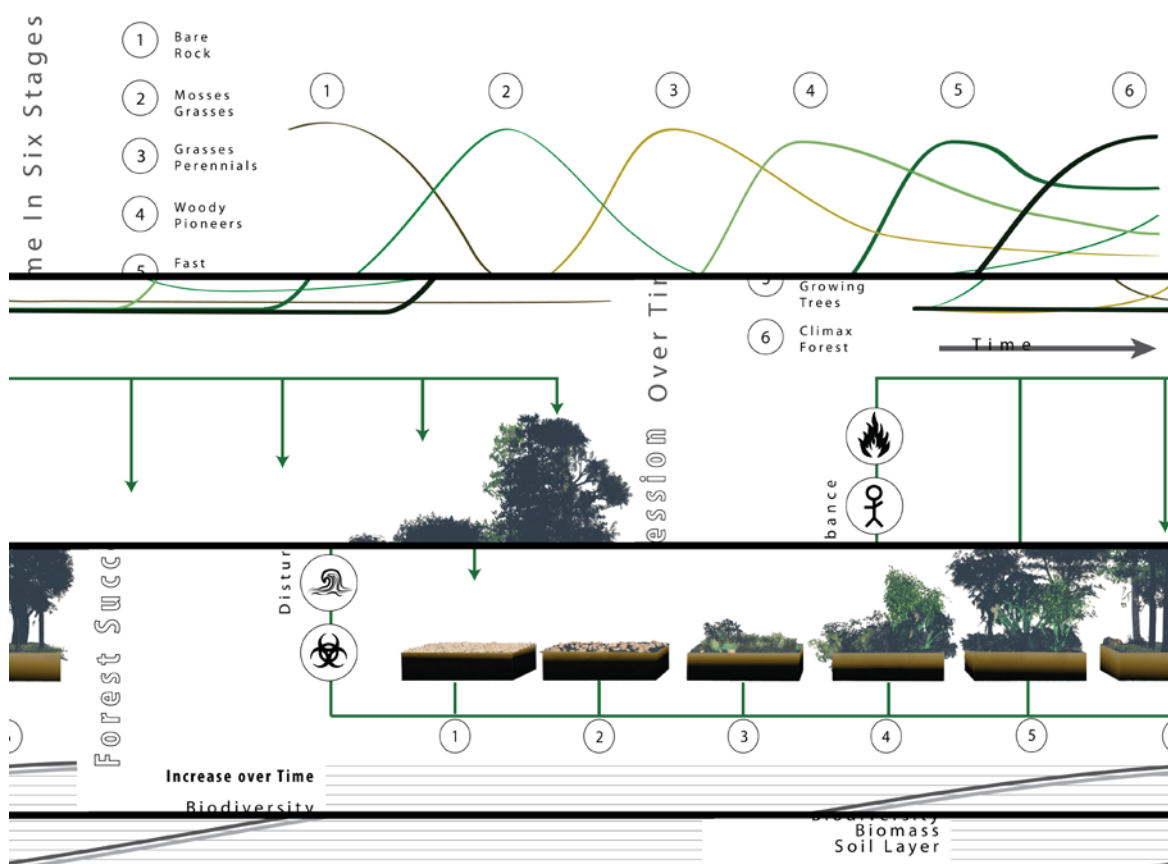 me In Six Stages
1
Bare
Rock
2
Mosses
Grasses
3
Grasses
Perennials
4
Woody
Pioneers
5
Fast
1
2
3
4
5
6
ession Over Tim
Growing
Trees
6
Climax
Forest
Time
bance
Forest Succ
Distur
1
2
3
4
5
Increase over Time
Biodiversity
Biodiversity
Biomass
Soil Layer